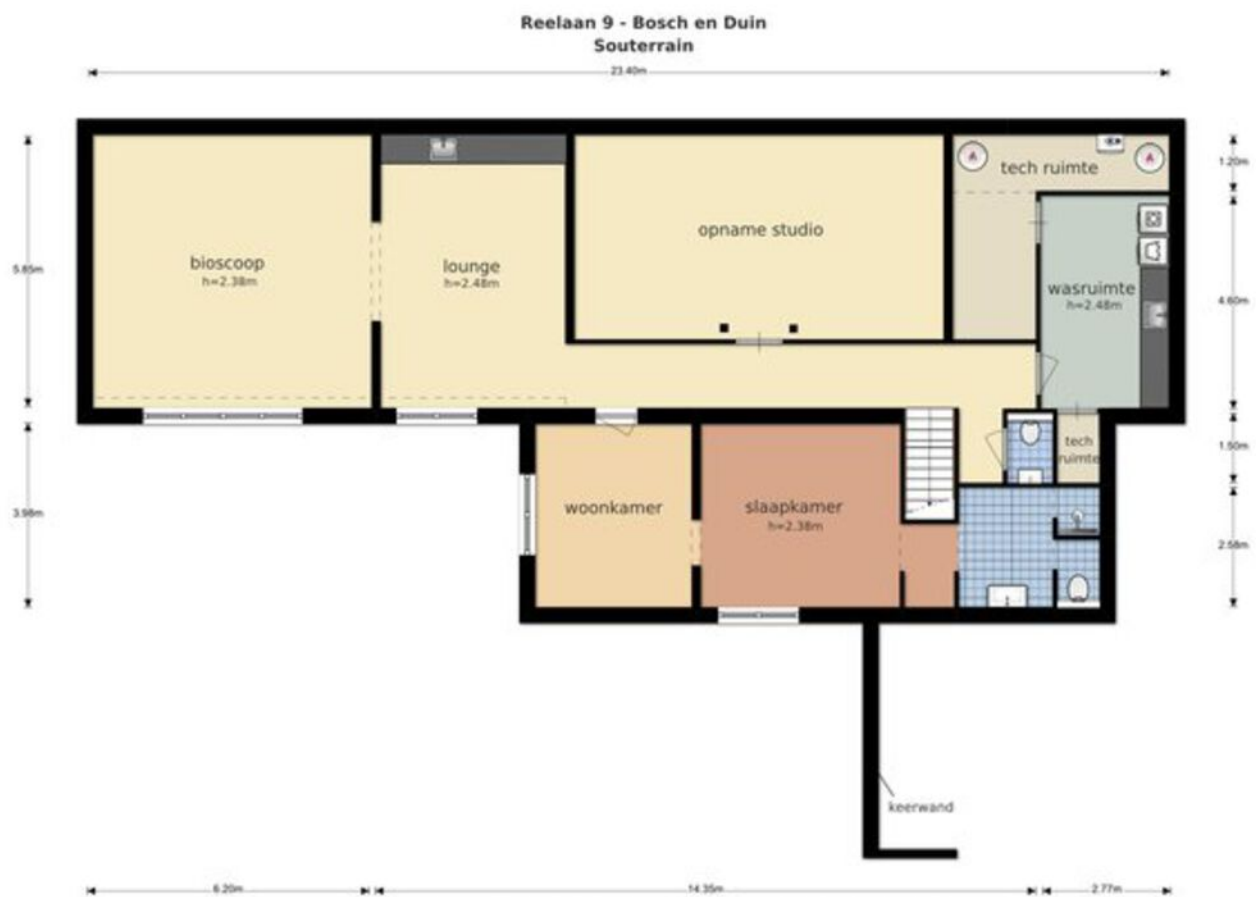 Reelaan 9 - Bosch en Duin
Souterrain
23.40m
1.20m
A
A
tech ruimte
opname studio
bioscoop
h=2.38m
lounge
h=2.48m
5.85m
wasruimte
h=2.48m
4.60m
tech
ruimte
1.50m
woonkamer
slaapkamer
h=2.38m
3.98m
2.58m
keerwand
6.20m
14.35m
2.77m